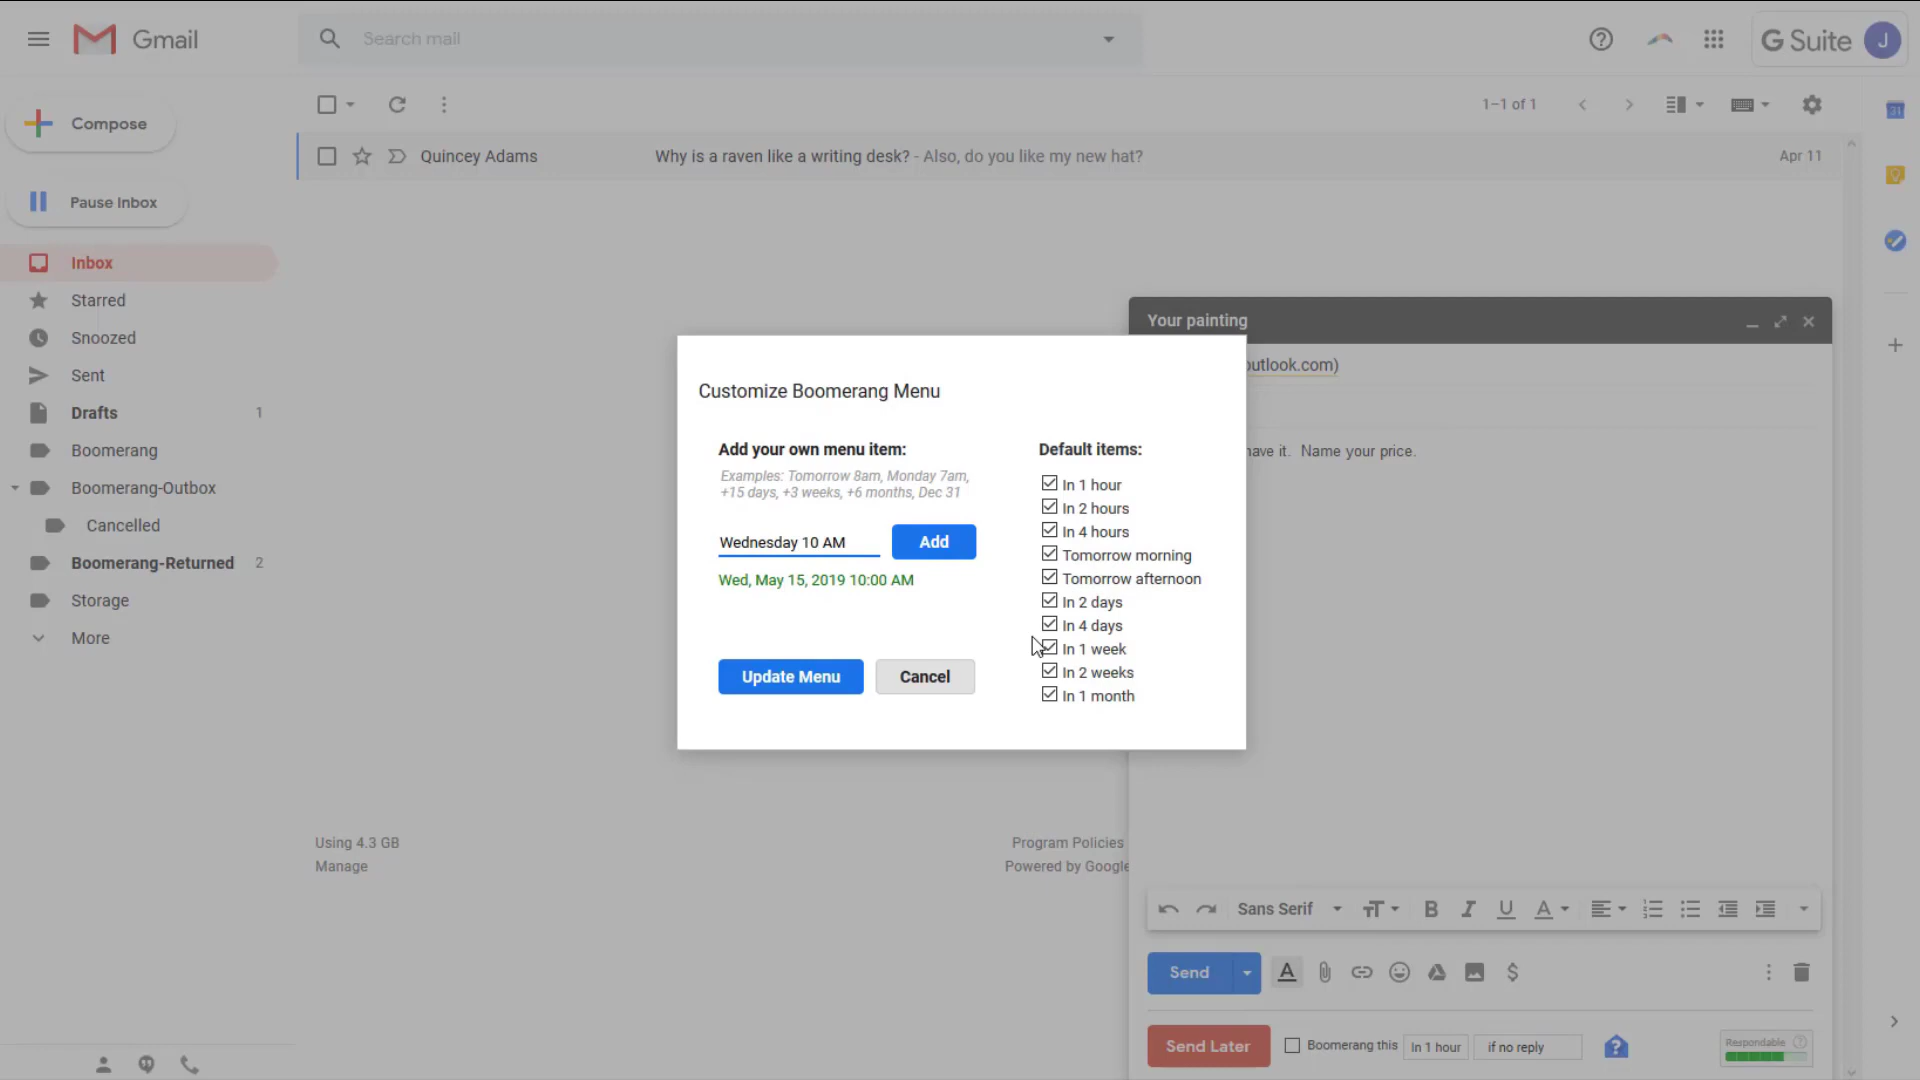 Gmail
Search mail
G Suite
J
Compose
1–1 of 1
31
Quincey Adams Why is a raven like a writing desk? - Also, do you like my new hat? Apr 11
Pause Inbox
Inbox
Starred
Snoozed
Sent
Drafts 1
Boomerang
Boomerang-Outbox
Cancelled
Boomerang-Returned 2
Storage
More
Your painting
outlook.com)
have it. Name your price.
Customize Boomerang Menu
Add your own menu item:
Examples: Tomorrow 8am, Monday 7am,
+15 days, +3 weeks, +6 months, Dec 31
Wednesday 10 AM
Add
Wed, May 15, 2019 10:00 AM
Update Menu
Cancel
Default items:
In 1 hour
In 2 hours
In 4 hours
Tomorrow morning
Tomorrow afternoon
In 2 days
In 4 days
In 1 week
In 2 weeks
In 1 month
Using 4.3 GB
Manage
Program Policies
Powered by Google
Sans Serif
Send
Send Later
Boomerang this
In 1 hour
if no reply
Respondable